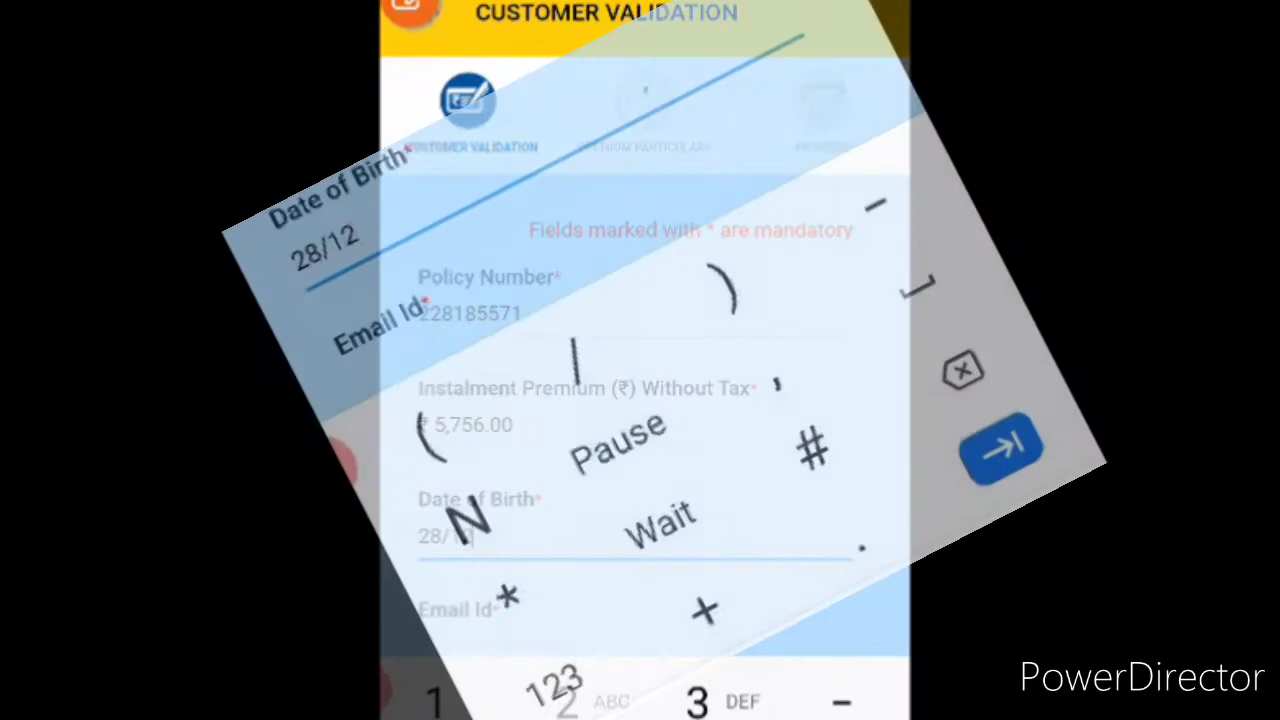 CUSTOMER VALIDATION
CUSTOMER VALIDATION
Fields marked with * are mandatory
Policy Number*
228185571
Instalment Premium (₹) Without Tax*
₹ 5,756.00
Date of Birth*
28/
Email Id*
1
2 ABC
3 DEF
-
Date of Birth*
28/12
Email Id*
-
)
/
(
Pause
,
N
Wait
#
*
+
.
123
PowerDirector